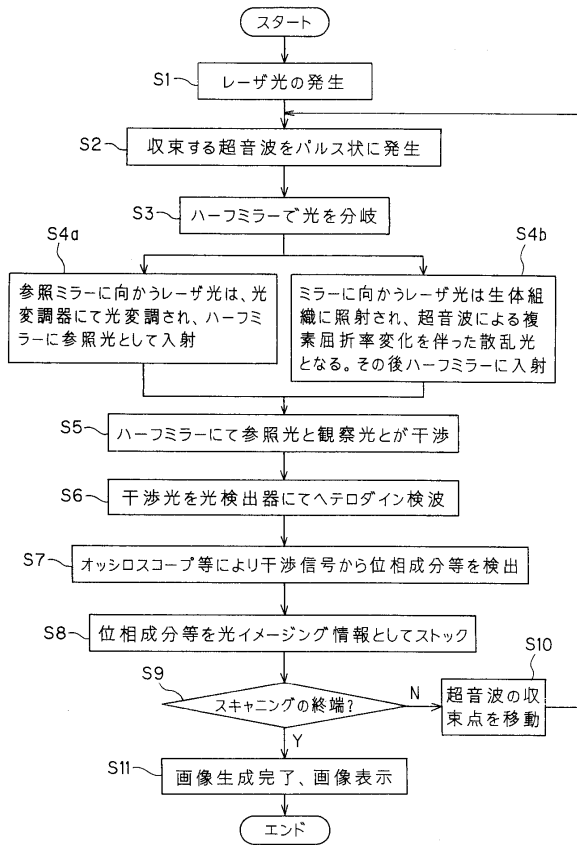 スタート
S1
レーザ光の発生
S2
収束する超音波をパルス状に発生
S3
ハーフミラーで光を分岐
S4a
参照ミラーに向かうレーザ光は、光
変調器にて光変調され、ハーフミ
ラーに参照光として入射
S4b
ミラーに向かうレーザ光は生体組
織に照射され、超音波による複
素屈折率変化を伴った散乱光
となる。その後ハーフミラーに入射
S5
ハーフミラーにて参照光と観察光とが干渉
S6
干渉光を光検出器にてヘテロダイン検波
S7
オッシロスコープ等により干渉信号から位相成分等を検出
S8
位相成分等を光イメージング情報としてストック
S9
スキャニングの終端?
N
S10
超音波の収
束点を移動
Y
S11
画像生成完了、画像表示
エンド